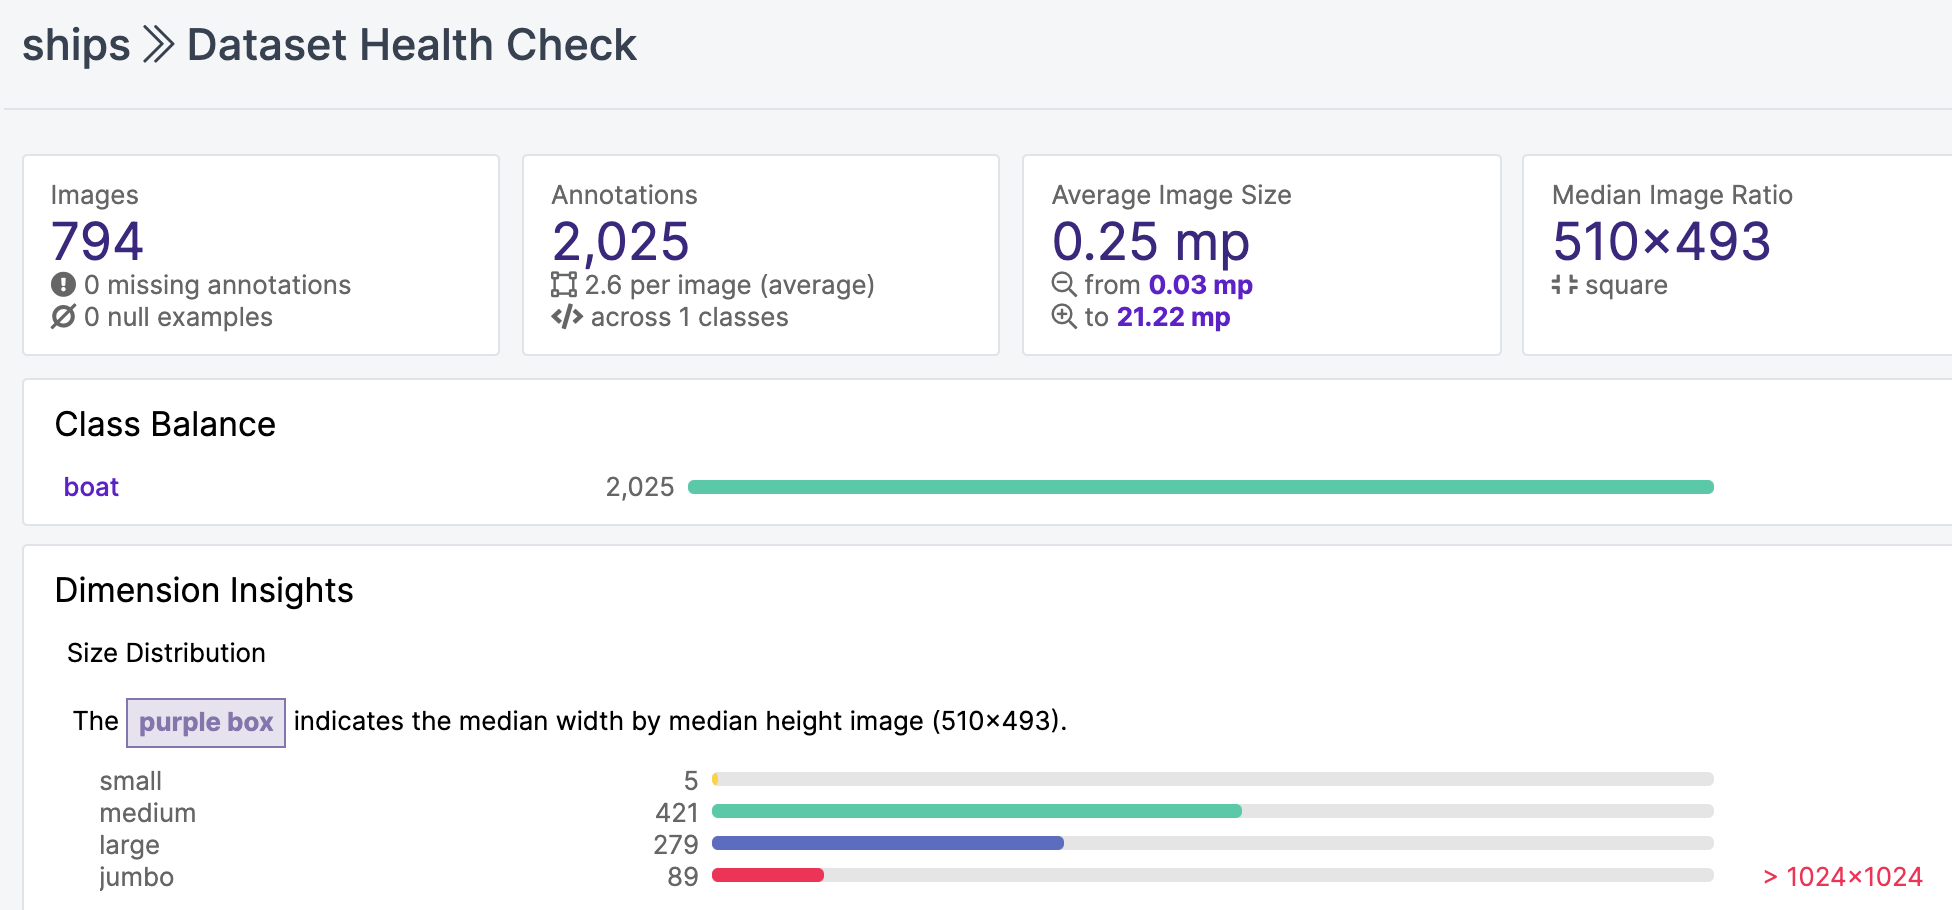 ships » Dataset Health Check
Images
794
0 missing annotations
0 null examples
Annotations
2,025
2.6 per image (average)
</> across 1 classes
Average Image Size
0.25 mp
from 0.03 mp
to 21.22 mp
Median Image Ratio
510×493
square
Class Balance
boat 2,025
Dimension Insights
Size Distribution
The purple box indicates the median width by median height image (510×493).
small 5
medium 421
large 279
jumbo 89 > 1024×1024